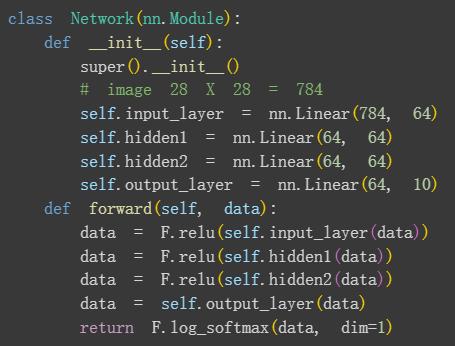 class Network(nn.Module):
    def __init__(self):
        super().__init__()
        # image 28 X 28 = 784
        self.input_layer = nn.Linear(784, 64)
        self.hidden1 = nn.Linear(64, 64)
        self.hidden2 = nn.Linear(64, 64)
        self.output_layer = nn.Linear(64, 10)
    def forward(self, data):
        data = F.relu(self.input_layer(data))
        data = F.relu(self.hidden1(data))
        data = F.relu(self.hidden2(data))
        data = self.output_layer(data)
        return F.log_softmax(data, dim=1)